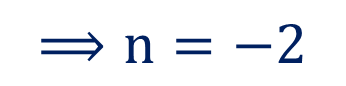 ⟹ n = −2